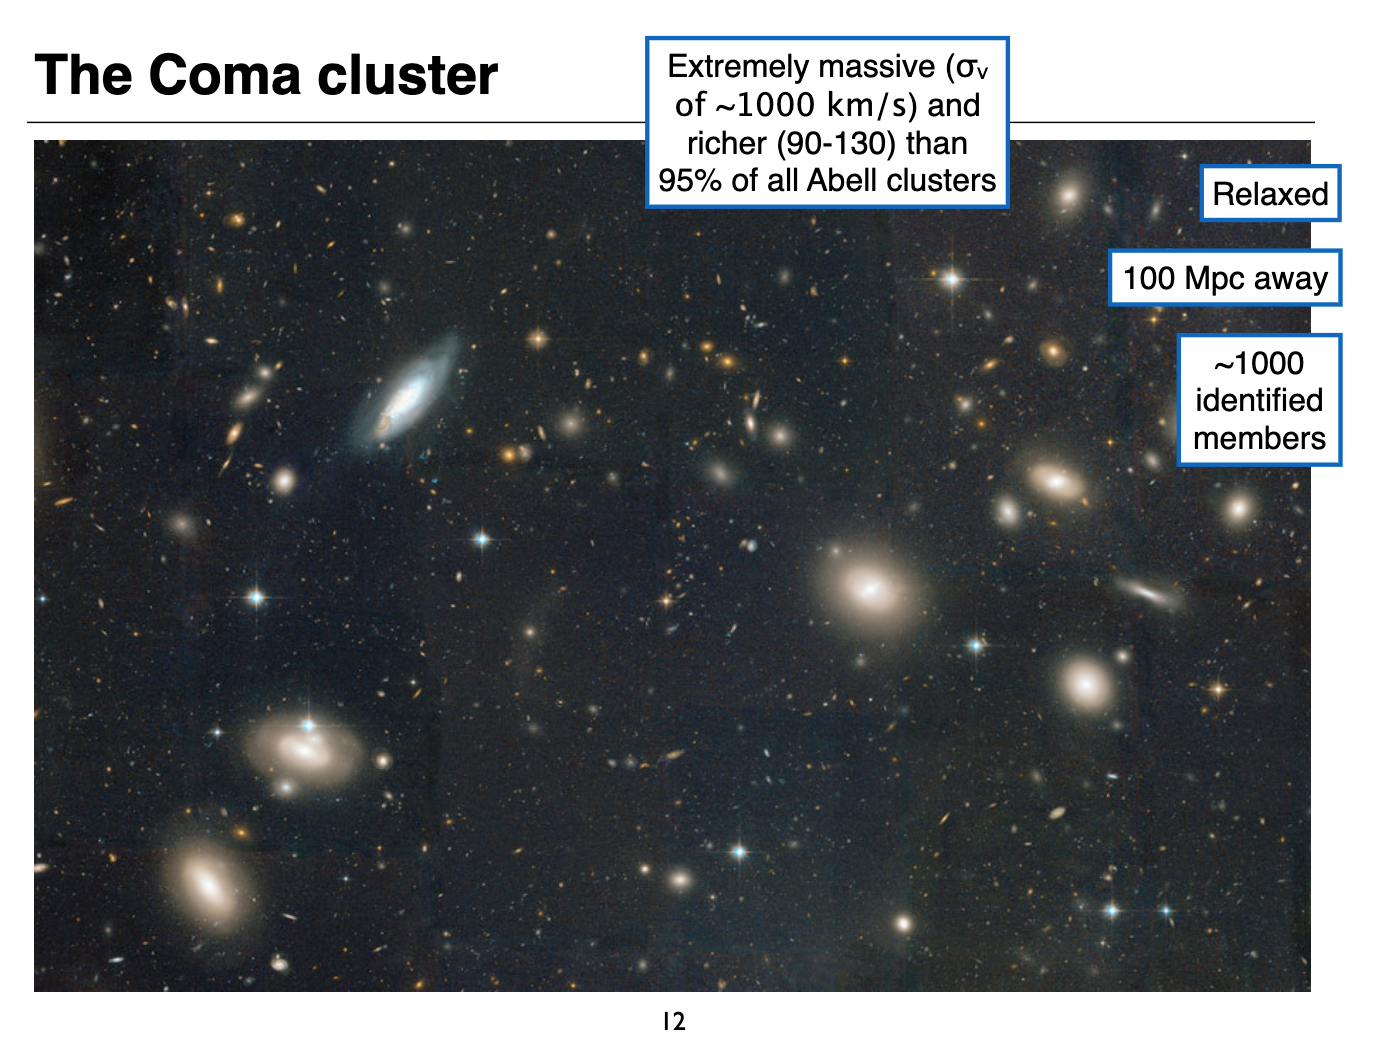 The Coma cluster
Extremely massive (σᵥ
of ~1000 km/s) and
richer (90-130) than
95% of all Abell clusters
Relaxed
100 Mpc away
~1000
identified
members
12